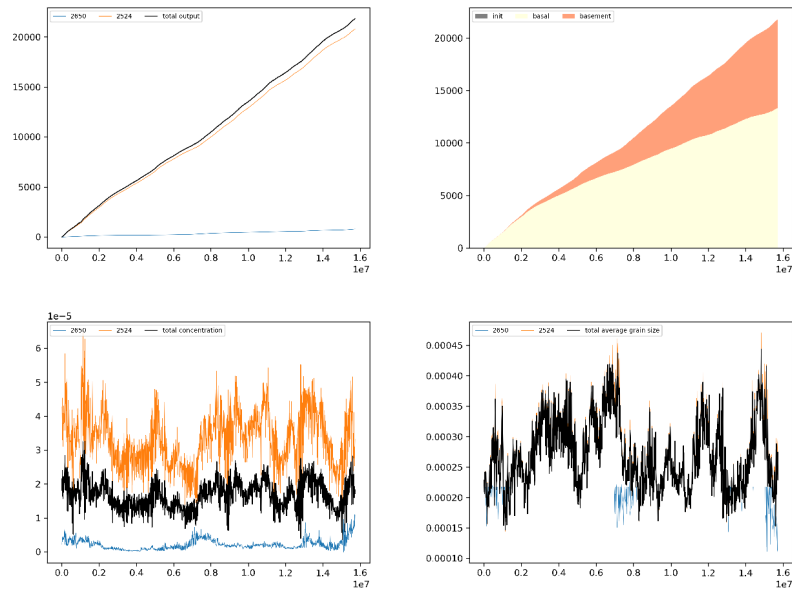 2650 2524 total output
20000
15000
10000
5000
0
0.0 0.2 0.4 0.6 0.8 1.0 1.2 1.4 1.6
1e7
init basal basement
20000
15000
10000
5000
0
0.0 0.2 0.4 0.6 0.8 1.0 1.2 1.4 1.6
1e7
1e−5
2650 2524 total concentration
6
5
4
3
2
1
0
0.0 0.2 0.4 0.6 0.8 1.0 1.2 1.4 1.6
1e7
2650 2524 total average grain size
0.00045
0.00040
0.00035
0.00030
0.00025
0.00020
0.00015
0.00010
0.0 0.2 0.4 0.6 0.8 1.0 1.2 1.4 1.6
1e7